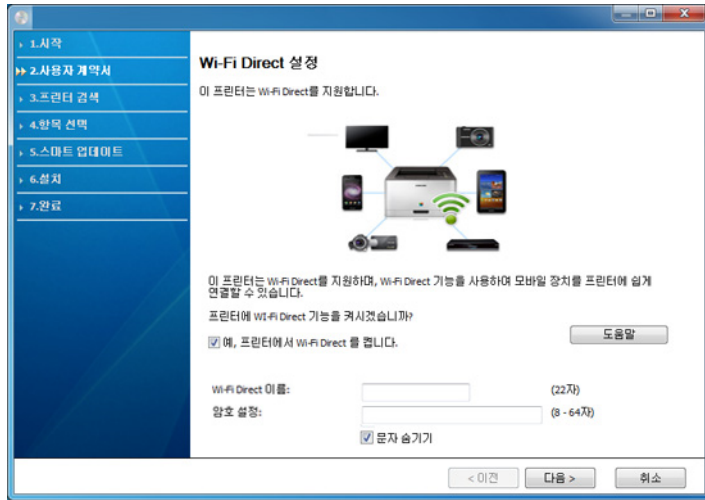 1.시작
2.사용자 계약서
3.프린터 검색
4.항목 선택
5.스마트 업데이트
6.설치
7.완료
Wi-Fi Direct 설정
이 프린터는 Wi-Fi Direct를 지원합니다.
이 프린터는 Wi-Fi Direct를 지원하며, Wi-Fi Direct 기능을 사용하여 모바일 장치를 프린터에 쉽게
연결할 수 있습니다.
프린터에 WI-Fi Direct 기능을 켜시겠습니까?
예, 프린터에서 Wi-Fi Direct 를 켭니다.
도움말
Wi-Fi Direct 이름:
(22자)
암호 설정:
(8 - 64자)
문자 숨기기
< 이전
다음 >
취소